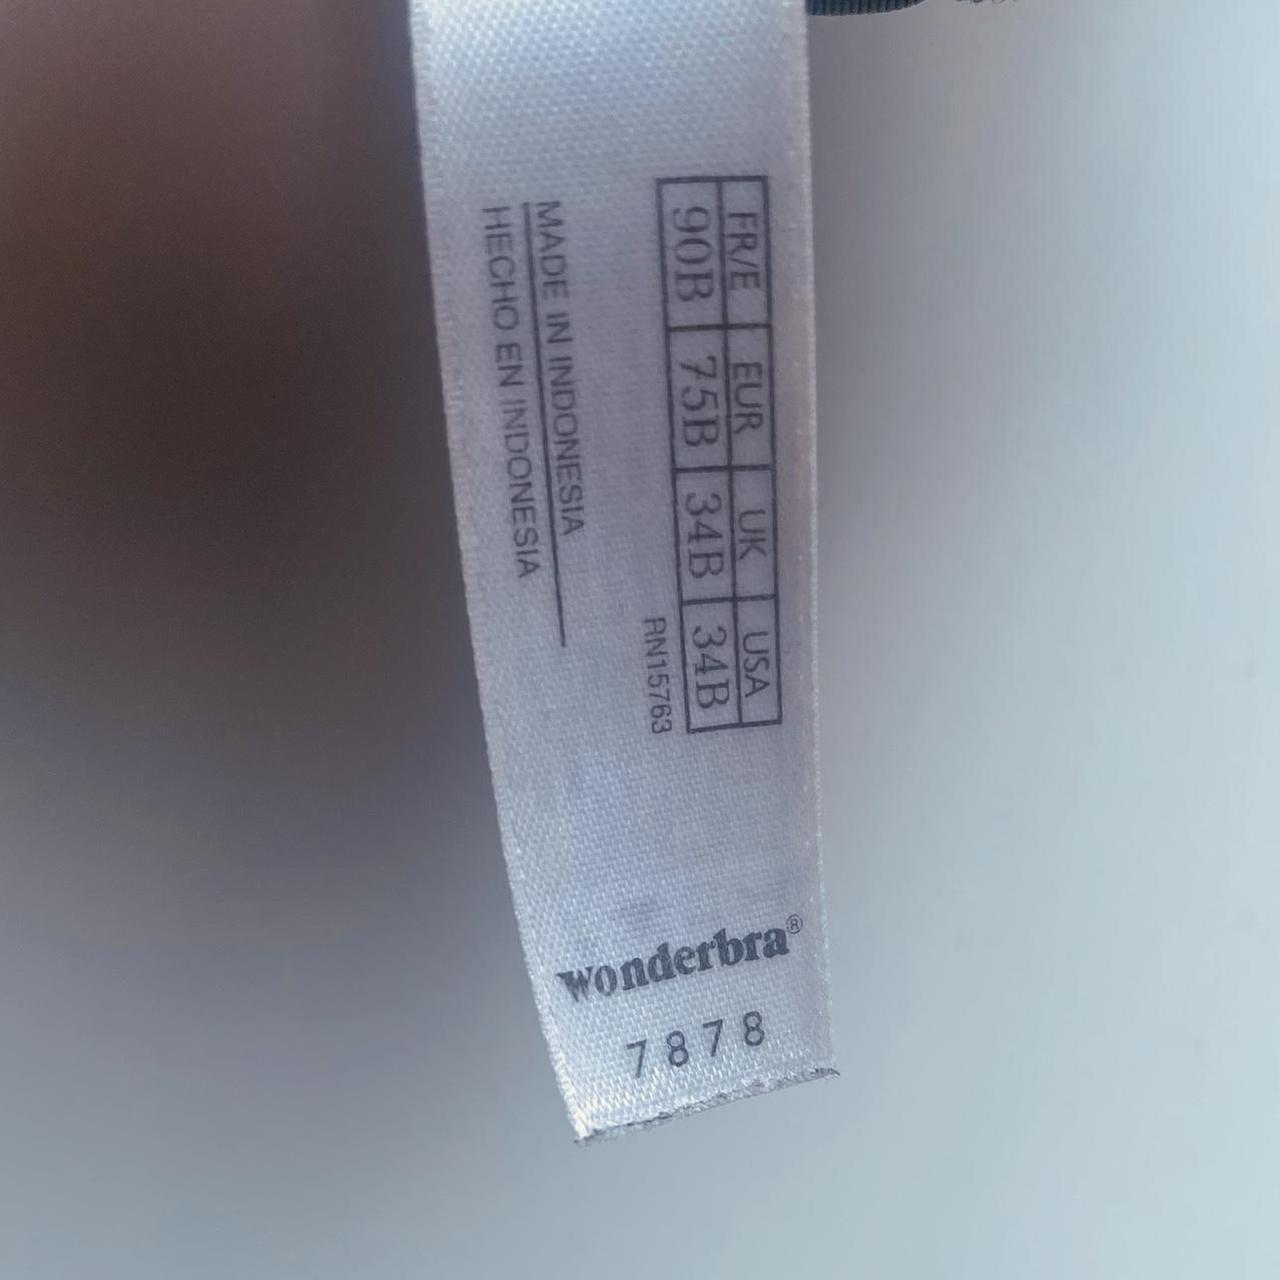 FR/E EUR UK USA
90B 75B 34B 34B
RN15763
MADE IN INDONESIA
HECHO EN INDONESIA
wonderbra®
7878